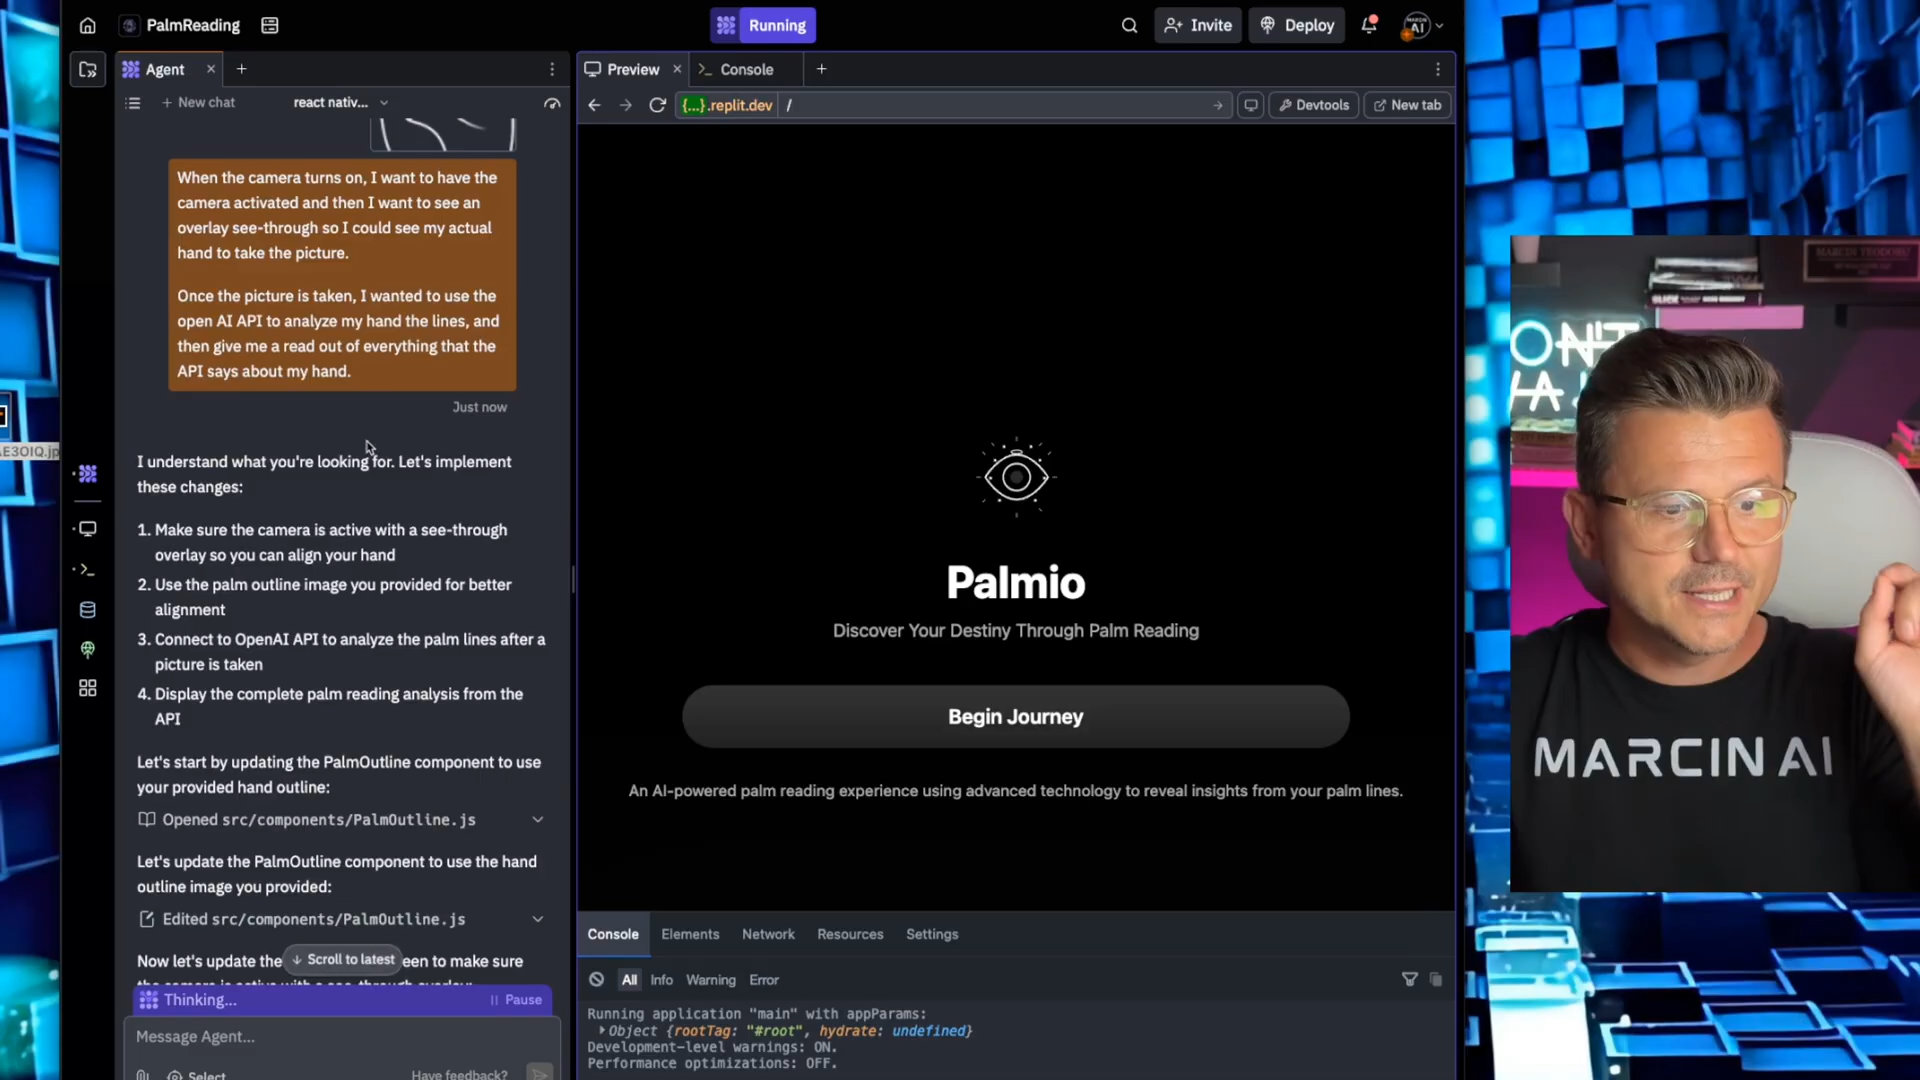 PalmReading
Running
Invite
Deploy
MARCIN
AI
Agent
New chat
react nativ...
When the camera turns on, I want to have the
camera activated and then I want to see an
overlay see-through so I could see my actual
hand to take the picture.
Once the picture is taken, I wanted to use the
open AI API to analyze my hand the lines, and
then give me a read out of everything that the
API says about my hand.
Just now
I understand what you're looking for. Let's implement
these changes:
1. Make sure the camera is active with a see-through
overlay so you can align your hand
2. Use the palm outline image you provided for better
alignment
3. Connect to OpenAI API to analyze the palm lines after a
picture is taken
4. Display the complete palm reading analysis from the
API
Let's start by updating the PalmOutline component to use
your provided hand outline:
Opened src/components/PalmOutline.js
Let's update the PalmOutline component to use the hand
outline image you provided:
Edited src/components/PalmOutline.js
Now let's update the
een to make sure
↓ Scroll to latest
Thinking...
Pause
Message Agent...
Select
Have feedback?
Preview
Console
{...}.replit.dev /
Devtools
New tab
Palmio
Discover Your Destiny Through Palm Reading
Begin Journey
An AI-powered palm reading experience using advanced technology to reveal insights from your palm lines.
Console Elements Network Resources Settings
All Info Warning Error
Running application "main" with appParams:
Object {rootTag: "#root", hydrate: undefined}
Development-level warnings: ON.
Performance optimizations: OFF.
AE3OIQ.jp
MARCIN AI